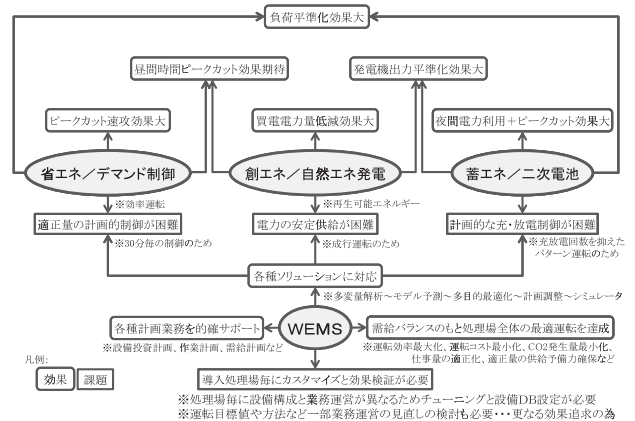 負荷平準化効果大
昼間時間ピークカット効果期待
発電機出力平準化効果大
ピークカット速攻効果大
買電電力量低減効果大
夜間電力利用+ピークカット効果大
省エネ/デマンド制御
創エネ/自然エネ発電
蓄エネ/二次電池
※効率運転
※再生可能エネルギー
適正量の計画的制御が困難
電力の安定供給が困難
計画的な充・放電制御が困難
※30分毎の制御のため
※成行運転のため
※充放電回数を抑えた
パターン運転のため
各種ソリューションに対応
※多変量解析~モデル予測~多目的最適化~計画調整~シミュレータ
各種計画業務を的確サポート
WEMS
需給バランスのもと処理場全体の最適運転を達成
※設備投資計画、作業計画、需給計画など
※運転効率最大化、運転コスト最小化、CO2発生量最小化、
仕事量の適正化、適正量の供給予備力確保など
凡例:
効果
課題
導入処理場毎にカスタマイズと効果検証が必要
※処理場毎に設備構成と業務運営が異なるためチューニングと設備DB設定が必要
※運転目標値や方法など一部業務運営の見直しの検討も必要・・・更なる効果追求の為